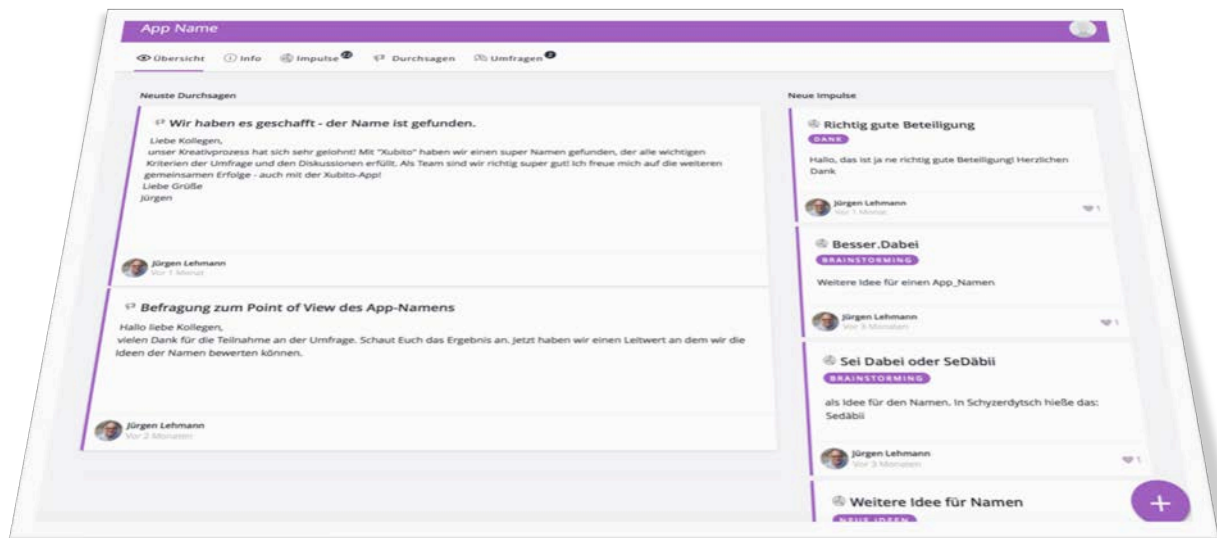 App Name
Übersicht
Info
Impulse
Durchsagen
Umfragen
Neuste Durchsagen
Wir haben es geschafft - der Name ist gefunden.
Liebe Kollegen,
unser Kreativprozess hat sich sehr gelohnt! Mit "Xubito" haben wir einen super Namen gefunden, der alle wichtigen
Kriterien der Umfrage und den Diskussionen erfüllt. Als Team sind wir richtig super gut! Ich freue mich auf die weiteren
gemeinsamen Erfolge - auch mit der Xubito-App!
Liebe Grüße
Jürgen
Jürgen Lehmann
Vor 1 Monat
Befragung zum Point of View des App-Namens
Hallo liebe Kollegen,
vielen Dank für die Teilnahme an der Umfrage. Schaut Euch das Ergebnis an. Jetzt haben wir einen Leitwert an dem wir die
Ideen der Namen bewerten können.
Jürgen Lehmann
Vor 2 Monaten
Neue Impulse
Richtig gute Beteiligung
DANK
Hallo, das ist ja ne richtig gute Beteiligung! Herzlichen
Dank
Jürgen Lehmann
Vor 1 Monat
1
Besser.Dabei
BRAINSTORMING
Weitere Idee für einen App_Namen
Jürgen Lehmann
Vor 3 Monaten
1
Sei Dabei oder SeDäbii
BRAINSTORMING
als Idee für den Namen. In Schyzerdytsch hieße das:
Sedäbii
Jürgen Lehmann
Vor 3 Monaten
1
Weitere Idee für Namen
NEUE IDEEN
+